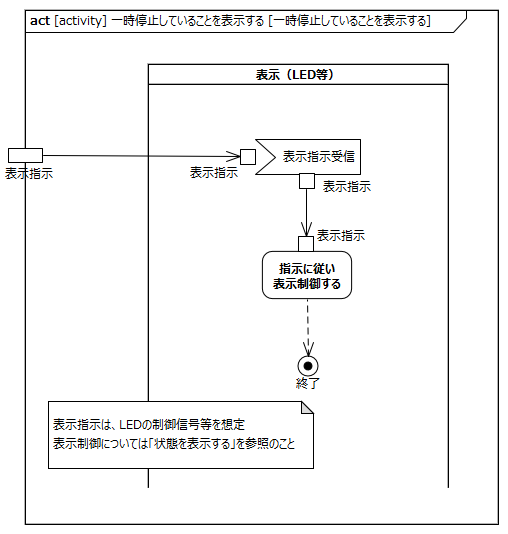 act [activity] 一時停止していることを表示する [一時停止していることを表示する]
表示（LED等）
表示指示受信
表示指示
表示指示
表示指示
表示指示
指示に従い
表示制御する
終了
表示指示は、LEDの制御信号等を想定
表示制御については「状態を表示する」を参照のこと